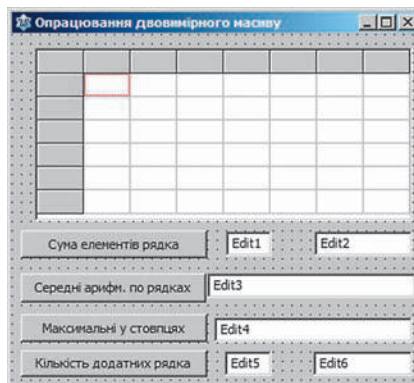 Опрацювання двовимірного масиву
Сума елементів рядка Edit1 Edit2
Середні арифм. по рядках Edit3
Максимальні у стовпцях Edit4
Кількість додатних рядка Edit5 Edit6